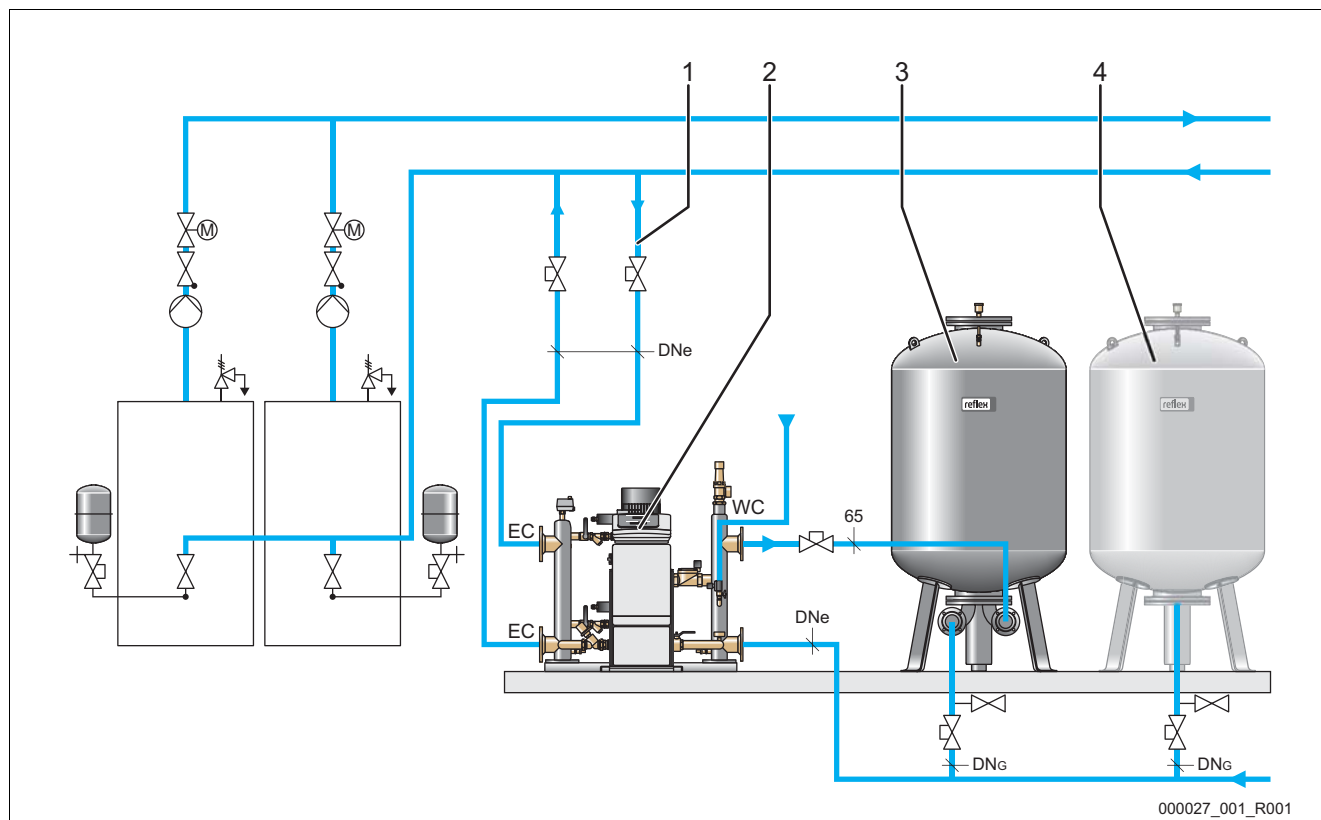 1 2 3 4
M M
DNe
reflex reflex
WC
EC
65
DNe
EC
DNG DNG
000027_001_R001